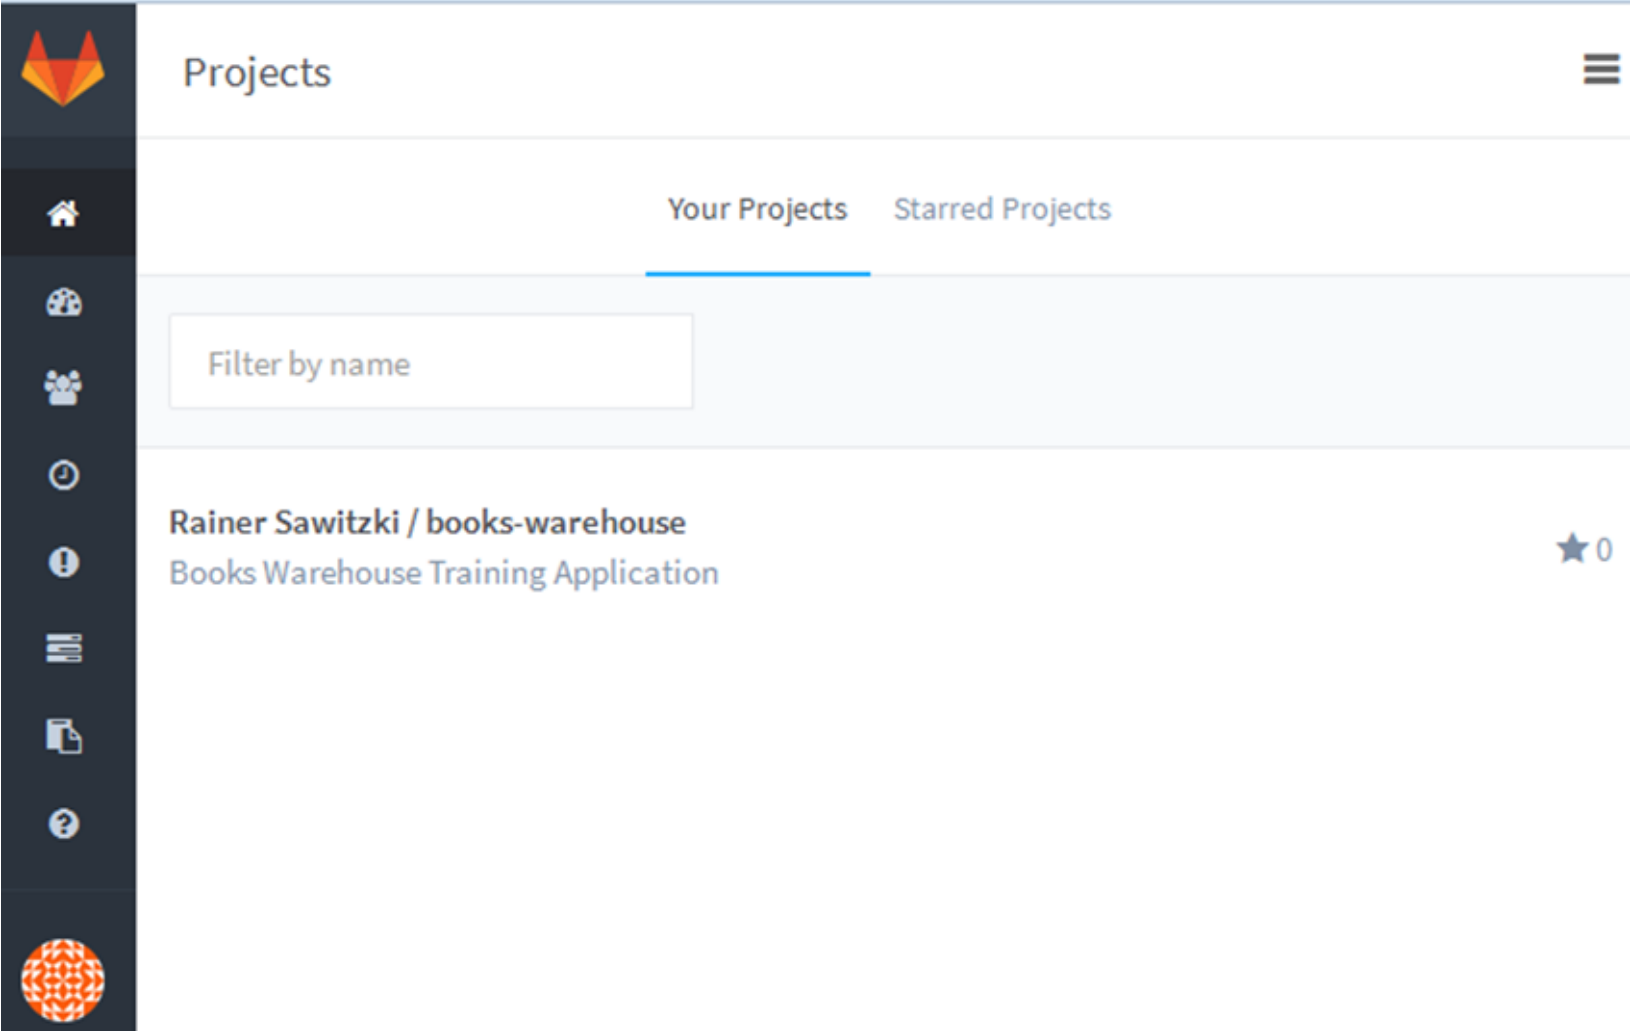 Projects
Your Projects Starred Projects
Filter by name
Rainer Sawitzki / books-warehouse
0
Books Warehouse Training Application